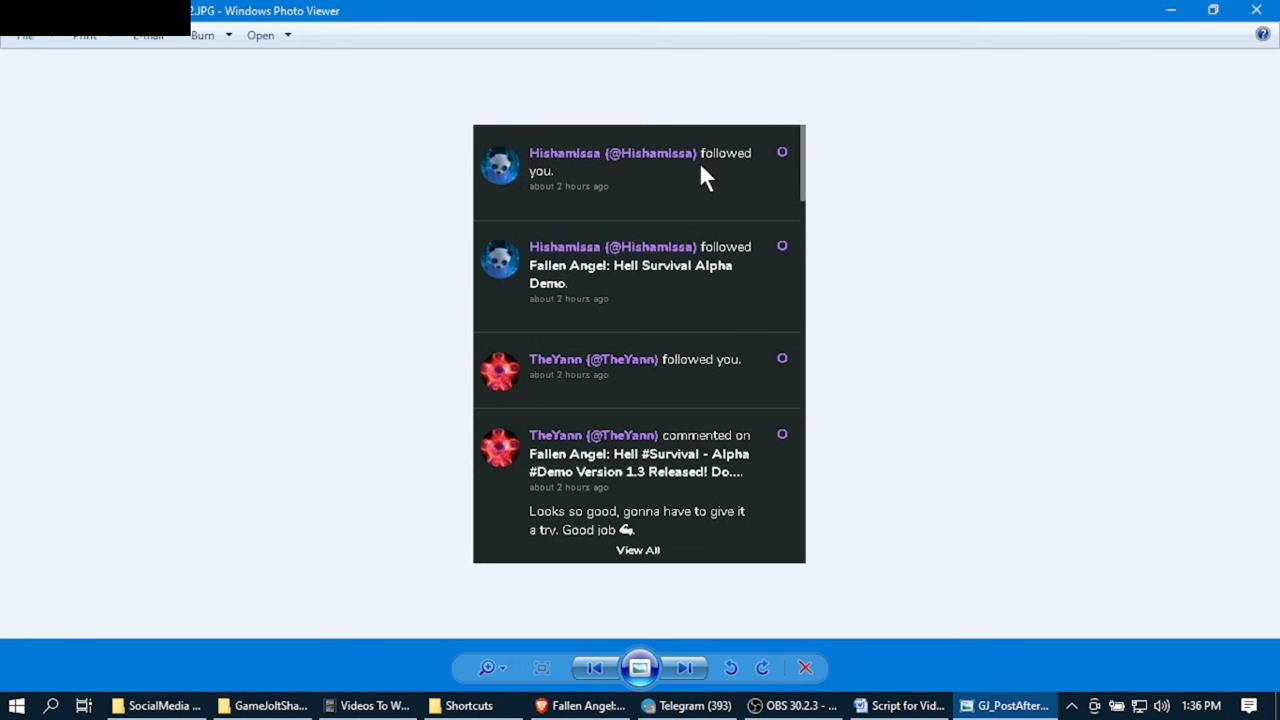 2.JPG - Windows Photo Viewer
File Print E-mail Burn Open
HishamIssa (@HishamIssa) followed
you.
about 2 hours ago
HishamIssa (@HishamIssa) followed
Fallen Angel: Hell Survival Alpha
Demo.
about 2 hours ago
TheYann (@TheYann) followed you.
about 2 hours ago
TheYann (@TheYann) commented on
Fallen Angel: Hell #Survival - Alpha
#Demo Version 1.3 Released! Do....
about 2 hours ago
Looks so good, gonna have to give it
a try. Good job 💪.
View All
SocialMedia ... GameJoltSha... Videos To W... Shortcuts Fallen Angel:... Telegram (393) OBS 30.2.3 - ... Script for Vid... GJ_PostAfter... 1:36 PM